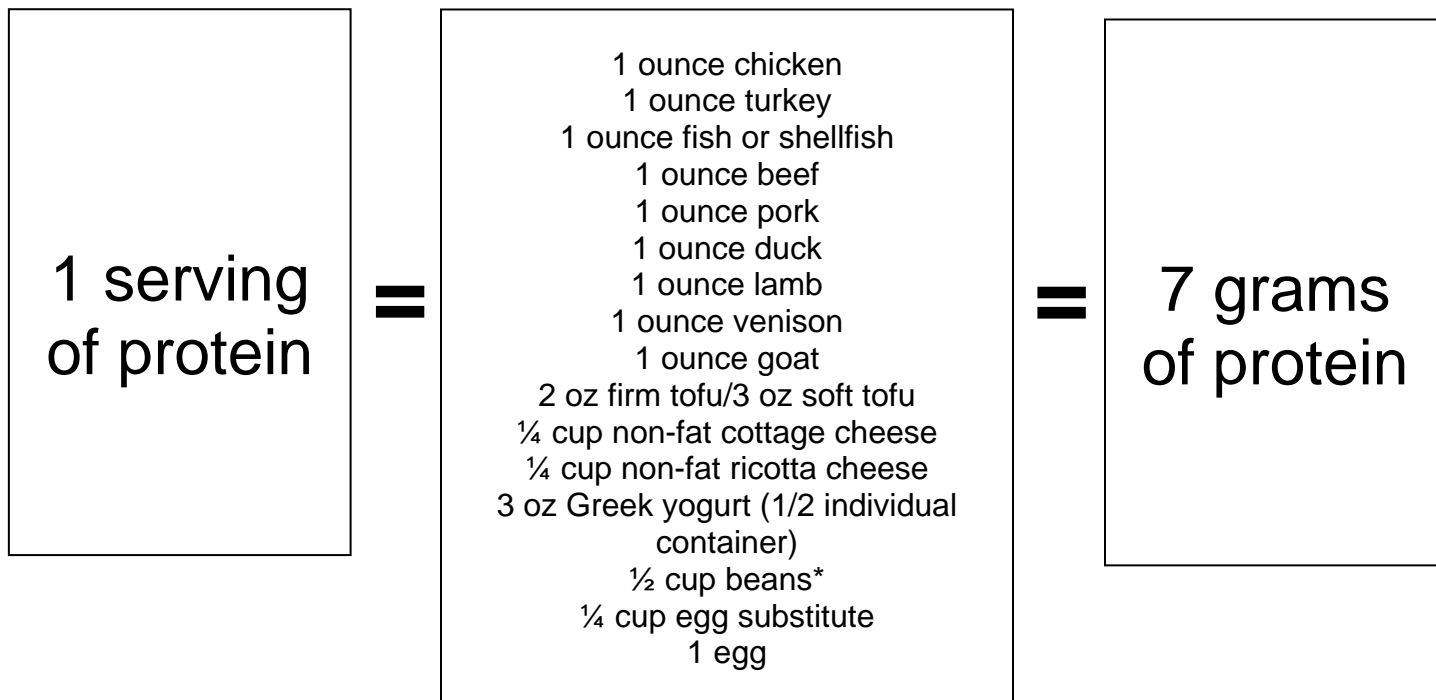 1 serving
of protein
=
1 ounce chicken
1 ounce turkey
1 ounce fish or shellfish
1 ounce beef
1 ounce pork
1 ounce duck
1 ounce lamb
1 ounce venison
1 ounce goat
2 oz firm tofu/3 oz soft tofu
¼ cup non-fat cottage cheese
¼ cup non-fat ricotta cheese
3 oz Greek yogurt (1/2 individual
container)
½ cup beans*
¼ cup egg substitute
1 egg
=
7 grams
of protein